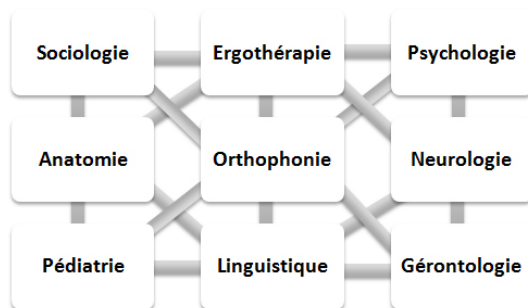 Sociologie
Ergothérapie
Psychologie
Anatomie
Orthophonie
Neurologie
Pédiatrie
Linguistique
Gérontologie